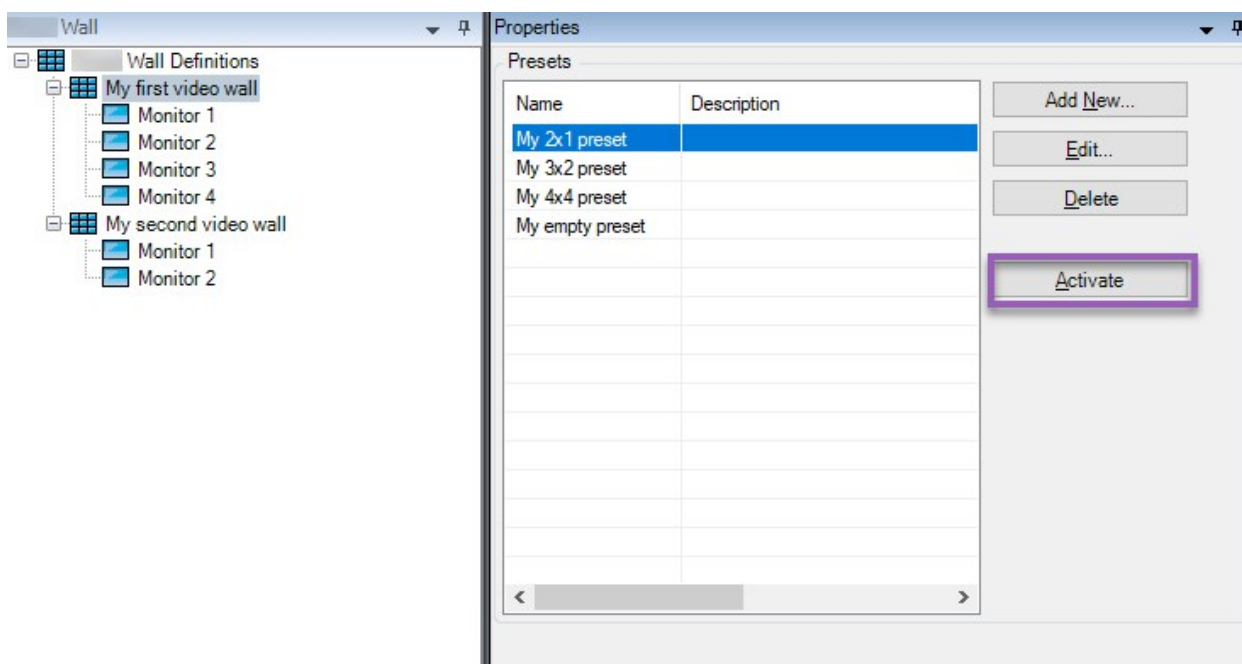 Wall
Wall Definitions
My first video wall
Monitor 1
Monitor 2
Monitor 3
Monitor 4
My second video wall
Monitor 1
Monitor 2
Properties
Presets
Name Description
My 2x1 preset
My 3x2 preset
My 4x4 preset
My empty preset
Add New...
Edit...
Delete
Activate